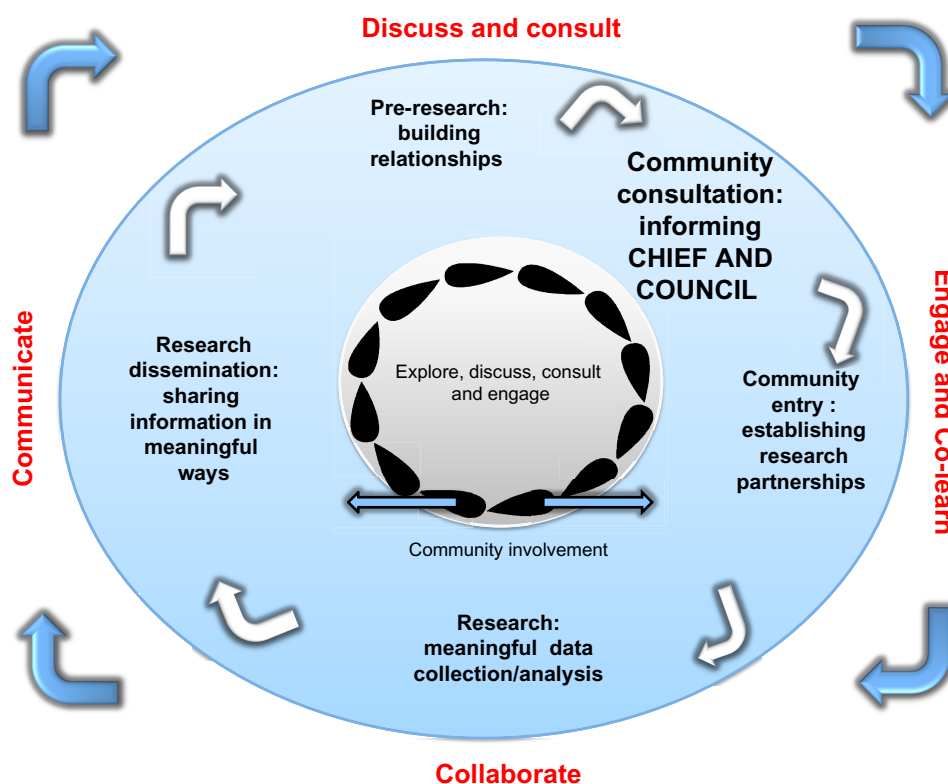 Discuss and consult
Pre-research:
building
relationships
Community
consultation:
informing
CHIEF AND
COUNCIL
Engage and Co-learn
Community
entry :
establishing
research
partnerships
Explore, discuss, consult
and engage
Community involvement
Research:
meaningful data
collection/analysis
Collaborate
Research
dissemination:
sharing
information in
meaningful
ways
Communicate